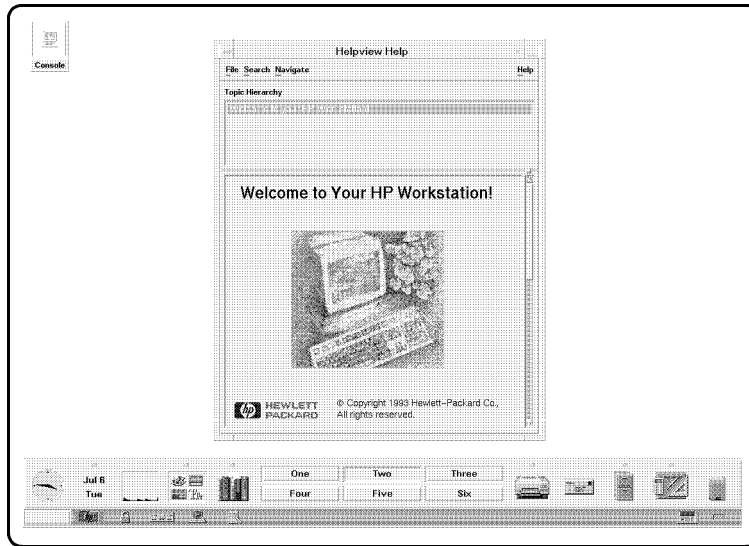 Console
Helpview Help
File Search Navigate Help
Topic Hierarchy
Welcome to Your HP Workstation!
hp HEWLETT PACKARD
© Copyright 1993 Hewlett-Packard Co.,
All rights reserved.
Jul 6
Tue
One Two Three
Four Five Six